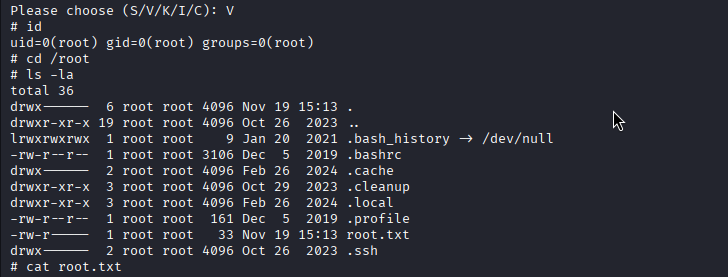 Please choose (S/V/K/I/C): V
# id
uid=0(root) gid=0(root) groups=0(root)
# cd /root
# ls -la
total 36
drwx------  6 root root 4096 Nov 19 15:13 .
drwxr-xr-x 19 root root 4096 Oct 26  2023 ..
lrwxrwxrwx  1 root root    9 Jan 20  2021 .bash_history -> /dev/null
-rw-r--r--  1 root root 3106 Dec  5  2019 .bashrc
drwx------  2 root root 4096 Feb 26  2024 .cache
drwxr-xr-x  3 root root 4096 Oct 29  2023 .cleanup
drwxr-xr-x  3 root root 4096 Feb 26  2024 .local
-rw-r--r--  1 root root  161 Dec  5  2019 .profile
-rw-r-----  1 root root   33 Nov 19 15:13 root.txt
drwx------  2 root root 4096 Oct 26  2023 .ssh
# cat root.txt